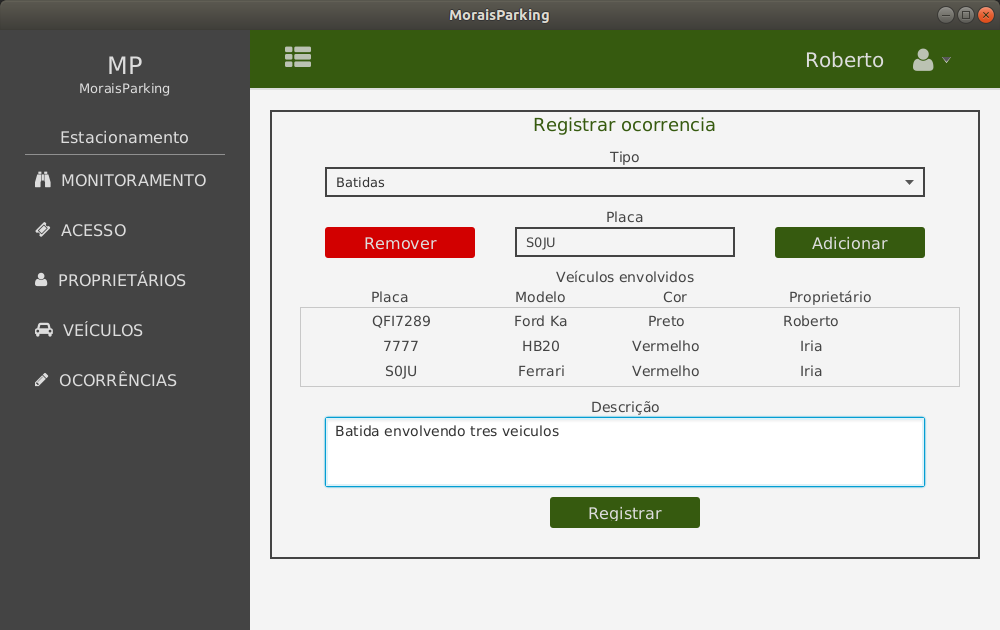 MoraisParking
MP
MoraisParking
Estacionamento
MONITORAMENTO
ACESSO
PROPRIETÁRIOS
VEÍCULOS
OCORRÊNCIAS
Roberto
Registrar ocorrencia
Tipo
Batidas
Placa
Remover S0JU Adicionar
Veículos envolvidos
Placa Modelo Cor Proprietário
QFI7289 Ford Ka Preto Roberto
7777 HB20 Vermelho Iria
S0JU Ferrari Vermelho Iria
Descrição
Batida envolvendo tres veiculos
Registrar